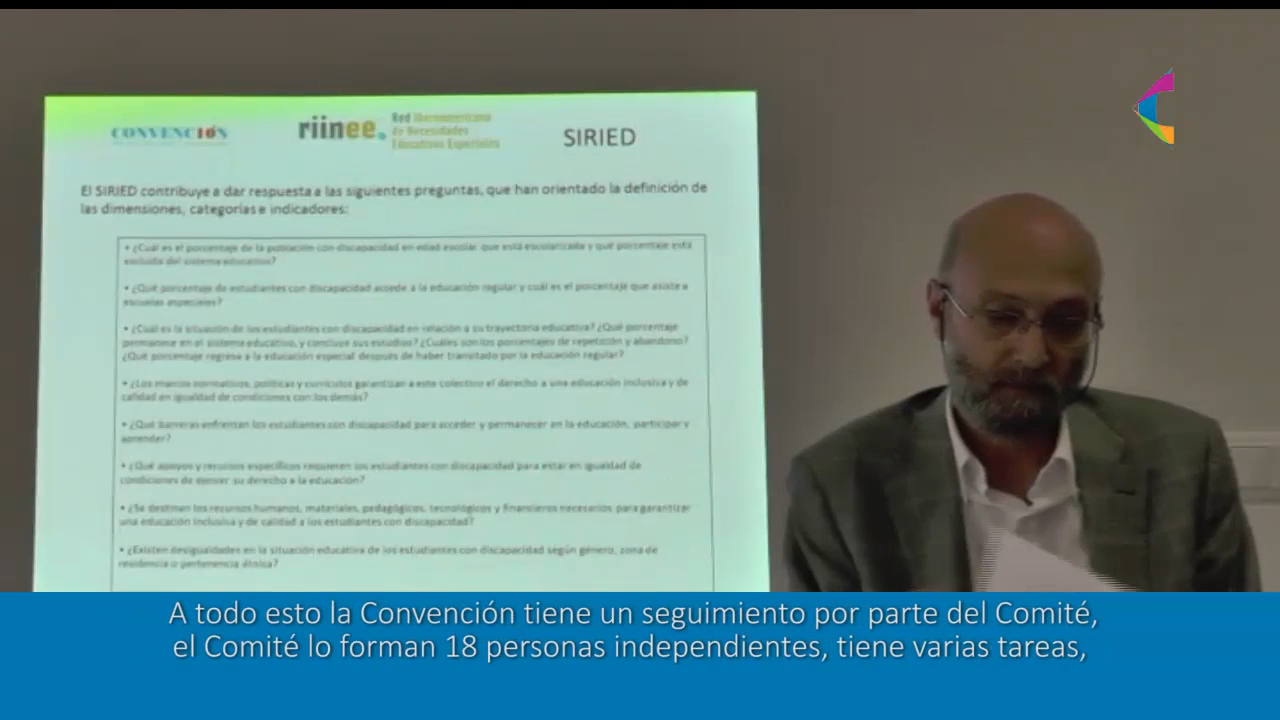 CONVENCIÓN
riinee.
Red Iberoamericana
de Necesidades
Educativas Especiales
SIRIED
El SIRIED contribuye a dar respuesta a las siguientes preguntas, que han orientado la definición de
las dimensiones, categorías e indicadores:
• ¿Cuál es el porcentaje de la población con discapacidad en edad escolar que está escolarizada y qué porcentaje está
excluida del sistema educativo?
• ¿Qué porcentaje de estudiantes con discapacidad accede a la educación regular y cuál es el porcentaje que asiste a
escuelas especiales?
• ¿Cuál es la situación de los estudiantes con discapacidad en relación a su trayectoria educativa? ¿Qué porcentaje
permanece en el sistema educativo, y concluye sus estudios? ¿Cuáles son los porcentajes de repetición y abandono?
¿Qué porcentaje regresa a la educación especial después de haber transitado por la educación regular?
• ¿Los marcos normativos, políticas y currículos garantizan a este colectivo el derecho a una educación inclusiva y de
calidad en igualdad de condiciones con los demás?
• ¿Qué barreras enfrentan los estudiantes con discapacidad para acceder y permanecer en la educación, participar y
aprender?
• ¿Qué apoyos y recursos específicos requieren los estudiantes con discapacidad para estar en igualdad de
condiciones de ejercer su derecho a la educación?
• ¿Se destinan los recursos humanos, materiales, pedagógicos, tecnológicos y financieros necesarios para garantizar
una educación inclusiva y de calidad a los estudiantes con discapacidad?
• ¿Existen desigualdades en la situación educativa de los estudiantes con discapacidad según género, zona de
residencia o pertenencia étnica?
A todo esto la Convención tiene un seguimiento por parte del Comité,
el Comité lo forman 18 personas independientes, tiene varias tareas,